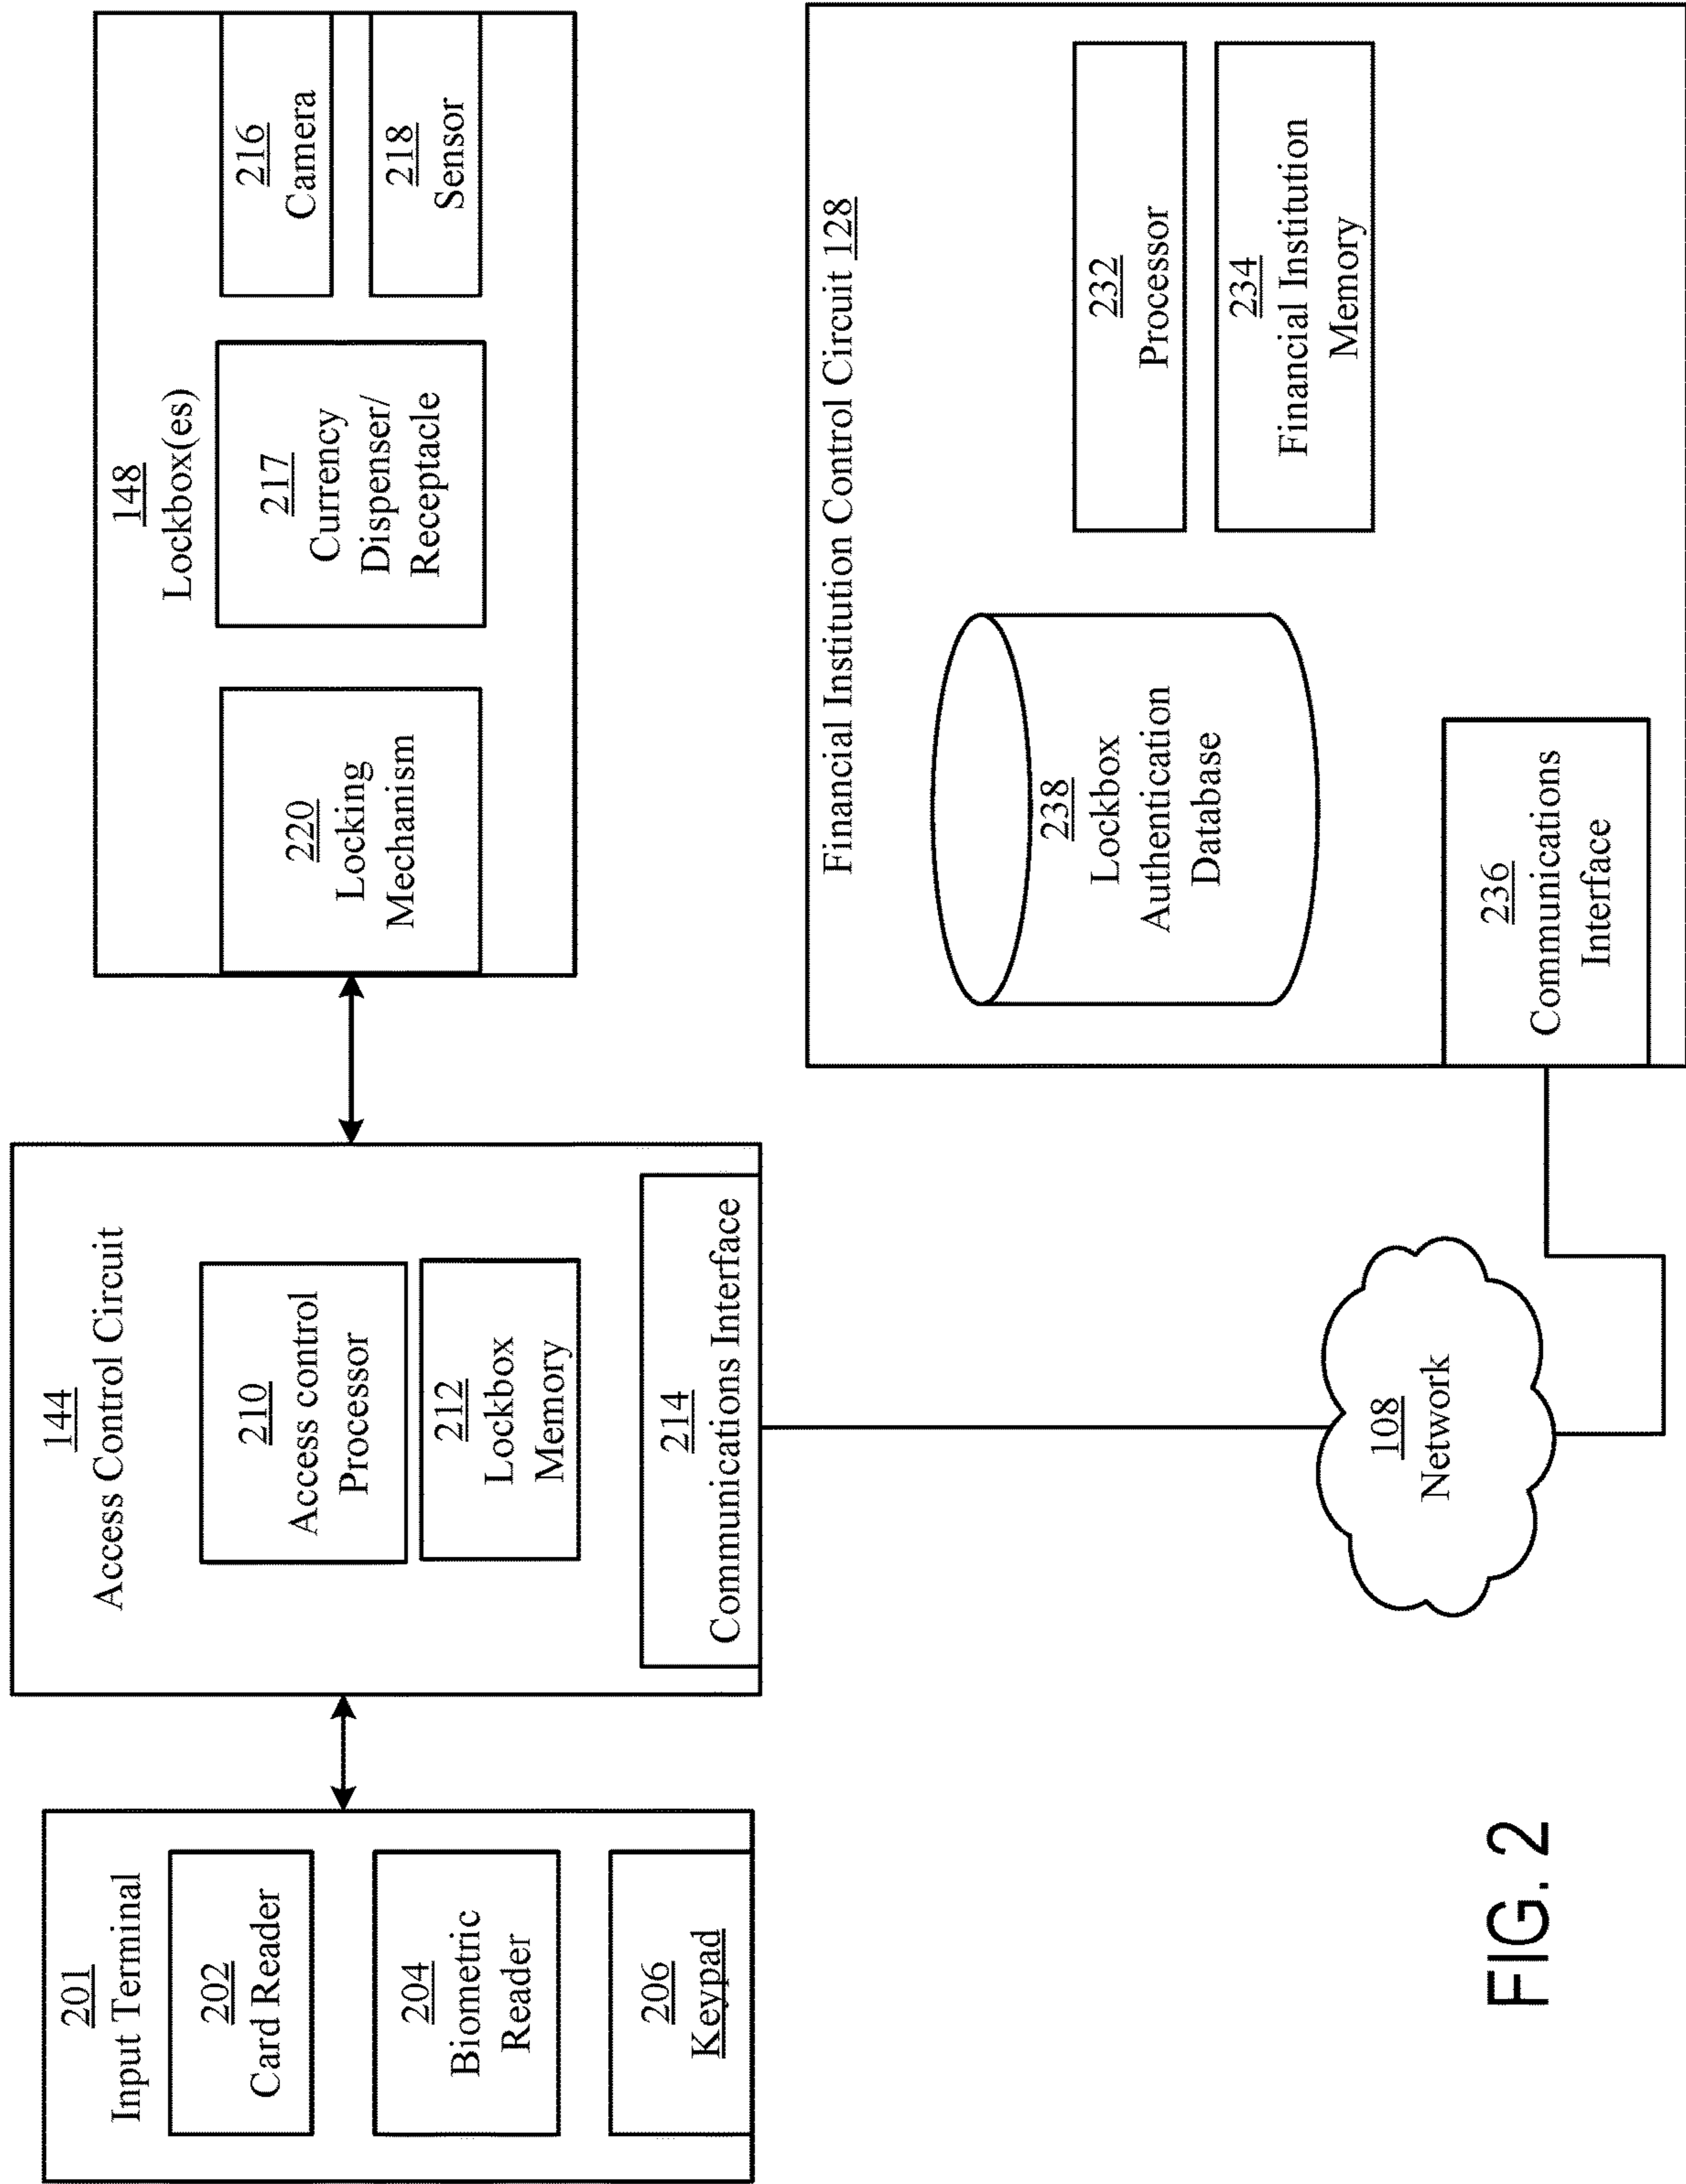 201
Input Terminal
202
Card Reader
204
Biometric
Reader
206
Keypad
144
Access Control Circuit
210
Access control
Processor
212
Lockbox
Memory
214
Communications Interface
148
Lockbox(es)
220
Locking
Mechanism
217
Currency
Dispenser/
Receptacle
216
Camera
218
Sensor
108
Network
Financial Institution Control Circuit 128
238
Lockbox
Authentication
Database
232
Processor
234
Financial Institution
Memory
236
Communications
Interface
FIG. 2